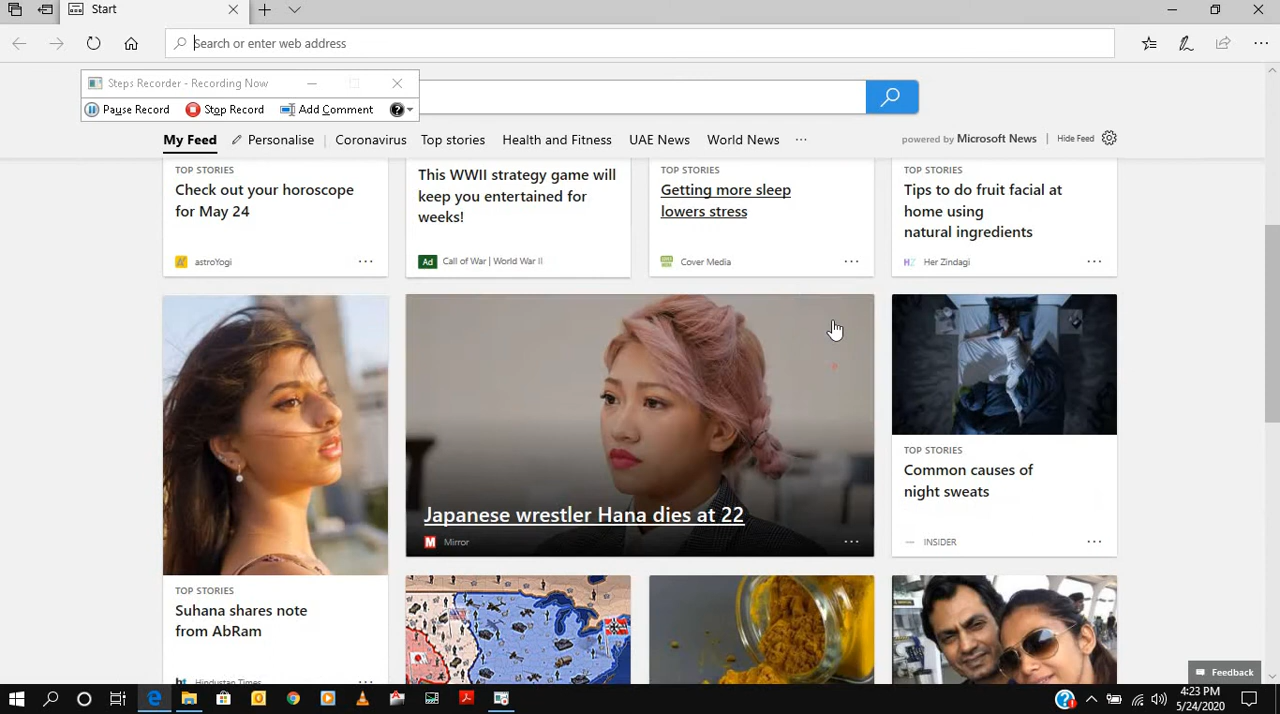 Start
Search or enter web address
Steps Recorder - Recording Now
Pause Record
Stop Record
Add Comment
?
My Feed
Personalise
Coronavirus
Top stories
Health and Fitness
UAE News
World News
...
powered by Microsoft News
Hide Feed
TOP STORIES
Check out your horoscope
for May 24
astroYogi
This WWII strategy game will
keep you entertained for
weeks!
Ad
Call of War | World War II
TOP STORIES
Getting more sleep
lowers stress
Cover Media
TOP STORIES
Tips to do fruit facial at
home using
natural ingredients
HZ
Her Zindagi
TOP STORIES
Suhana shares note
from AbRam
ht
Hindustan Times
Japanese wrestler Hana dies at 22
M
Mirror
TOP STORIES
Common causes of
night sweats
INSIDER
Feedback
4:23 PM
5/24/2020